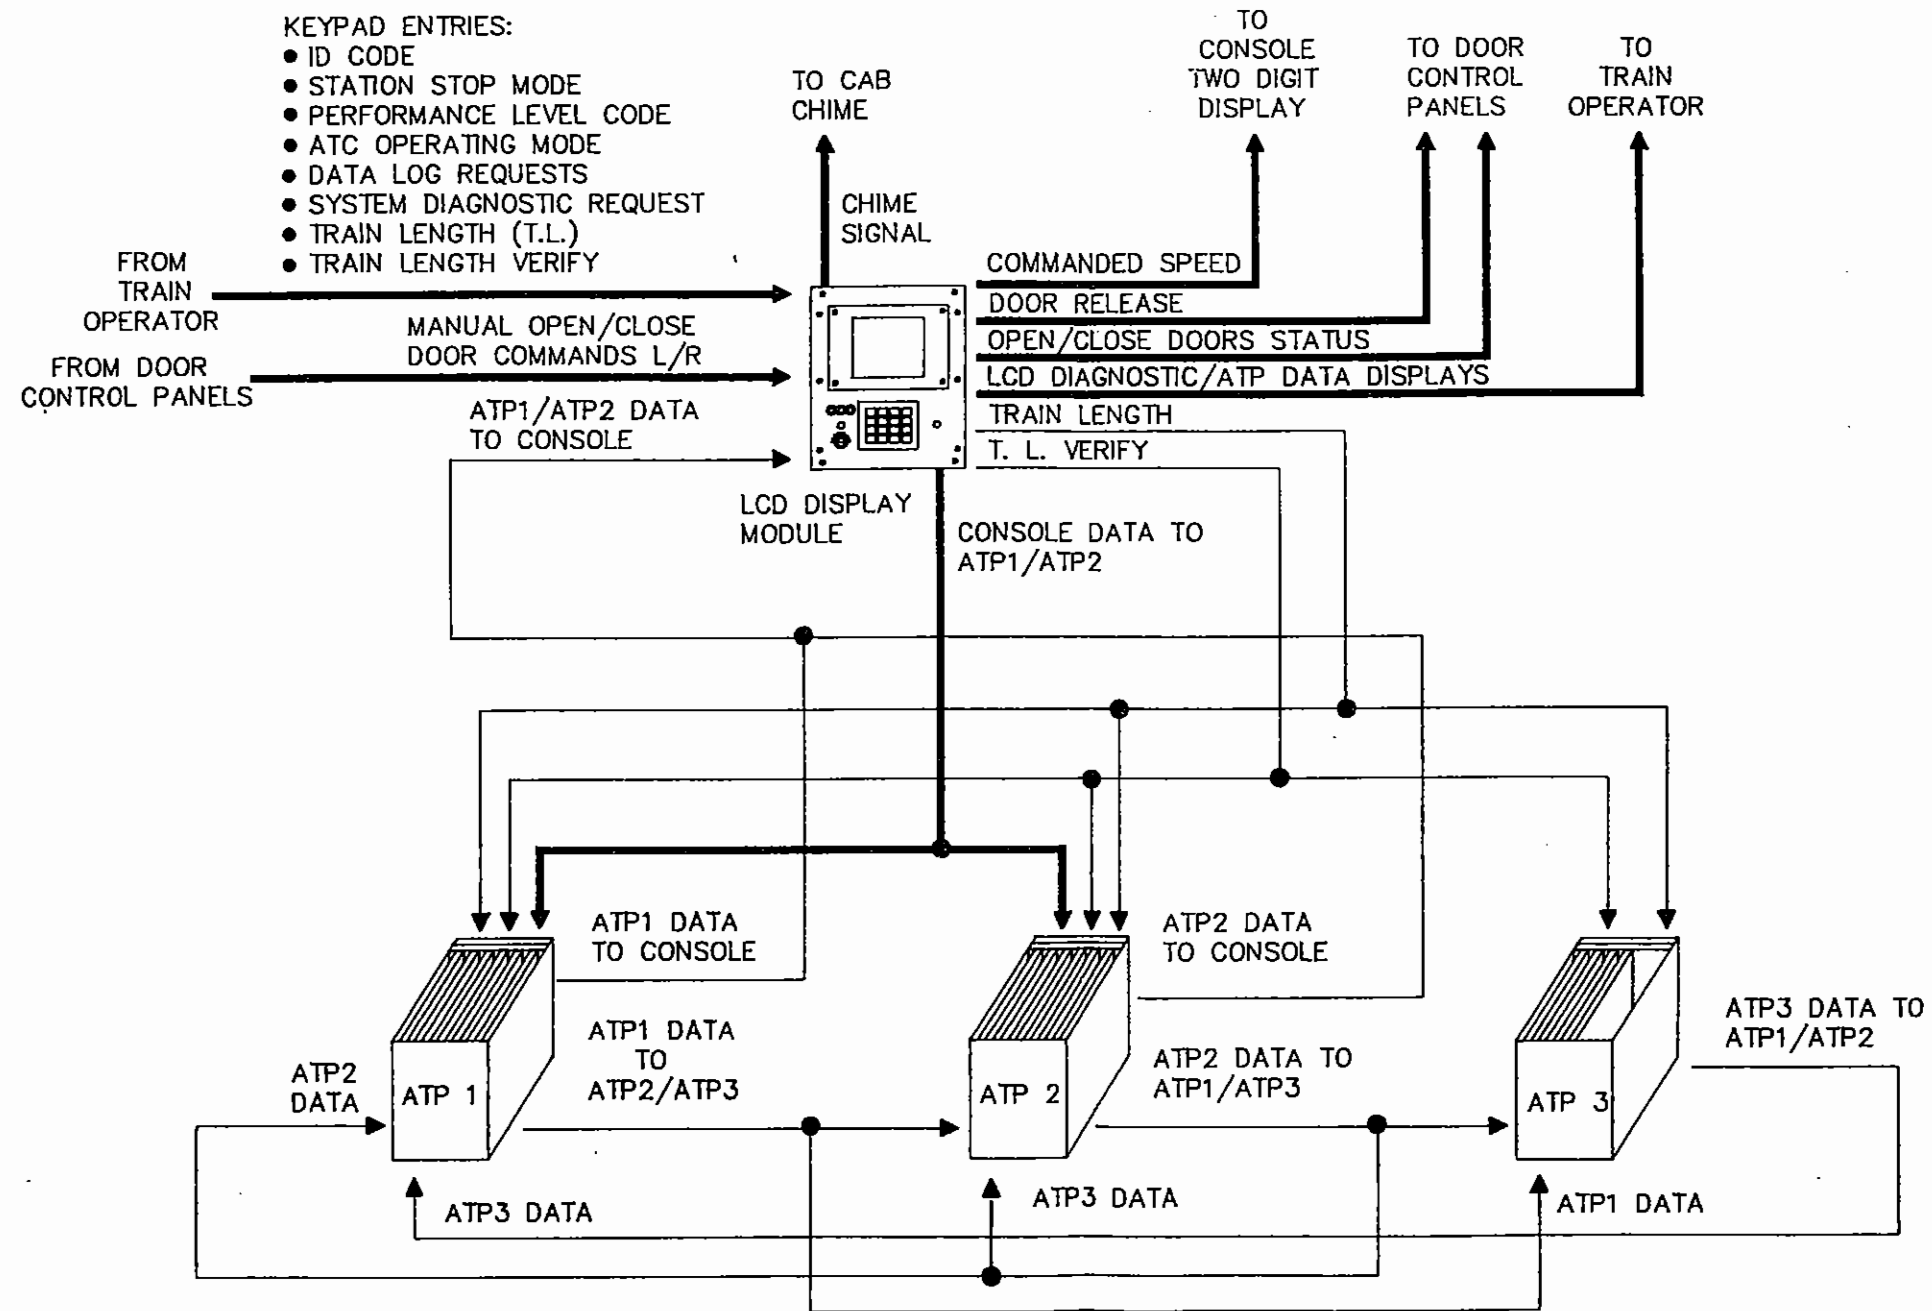 KEYPAD ENTRIES:
● ID CODE
● STATION STOP MODE
● PERFORMANCE LEVEL CODE
● ATC OPERATING MODE
● DATA LOG REQUESTS
● SYSTEM DIAGNOSTIC REQUEST
● TRAIN LENGTH (T.L.)
● TRAIN LENGTH VERIFY
TO CAB
CHIME
TO
CONSOLE
TWO DIGIT
DISPLAY
TO DOOR
CONTROL
PANELS
TO
TRAIN
OPERATOR
CHIME
SIGNAL
FROM
TRAIN
OPERATOR
MANUAL OPEN/CLOSE
DOOR COMMANDS L/R
FROM DOOR
CONTROL PANELS
ATP1/ATP2 DATA
TO CONSOLE
COMMANDED SPEED
DOOR RELEASE
OPEN/CLOSE DOORS STATUS
LCD DIAGNOSTIC/ATP DATA DISPLAYS
TRAIN LENGTH
T. L. VERIFY
LCD DISPLAY
MODULE
CONSOLE DATA TO
ATP1/ATP2
ATP1 DATA
TO CONSOLE
ATP2 DATA
TO CONSOLE
ATP3 DATA TO
ATP1/ATP2
ATP1 DATA
TO
ATP2/ATP3
ATP2 DATA TO
ATP1/ATP3
ATP2
DATA
ATP 1
ATP 2
ATP 3
ATP3 DATA
ATP3 DATA
ATP1 DATA